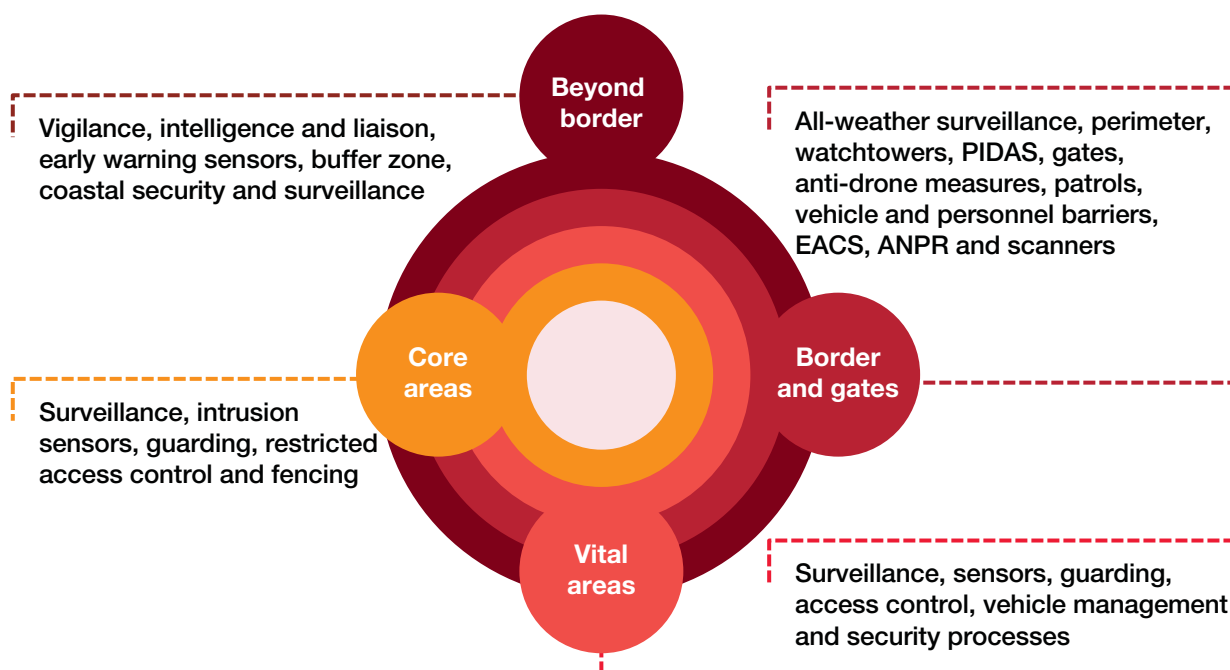 Beyond
border
Vigilance, intelligence and liaison,
early warning sensors, buffer zone,
coastal security and surveillance
All-weather surveillance, perimeter,
watchtowers, PIDAS, gates,
anti-drone measures, patrols,
vehicle and personnel barriers,
EACS, ANPR and scanners
Core
areas
Border
and gates
Surveillance, intrusion
sensors, guarding, restricted
access control and fencing
Vital
areas
Surveillance, sensors, guarding,
access control, vehicle management
and security processes